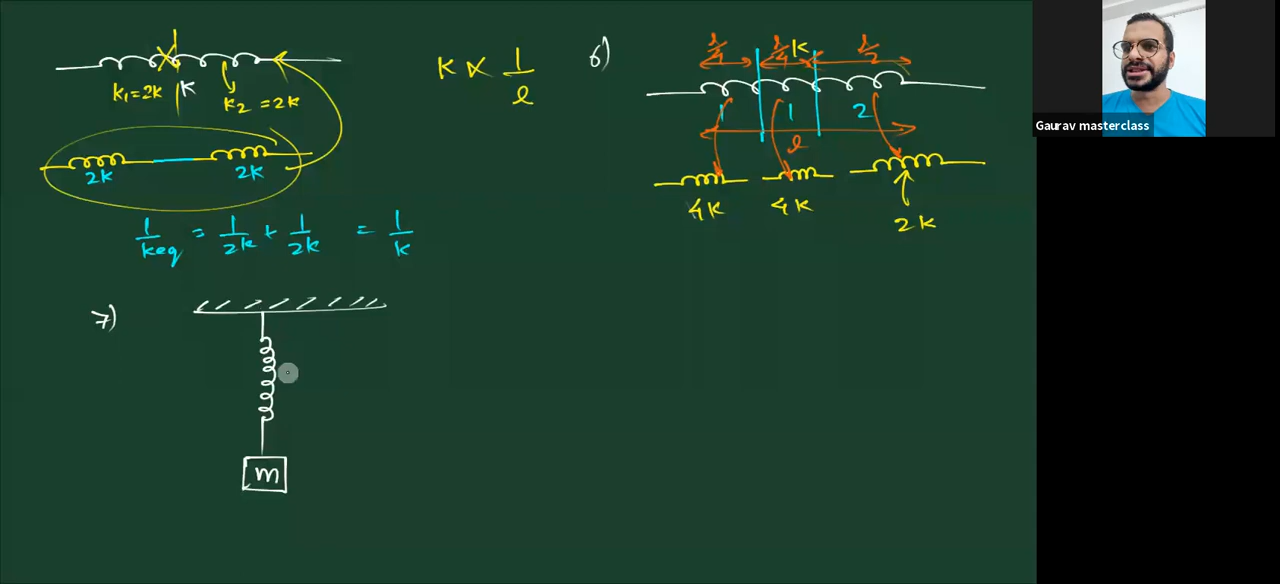 k₁=2k
k
k₂=2k
2k
2k
1/keq = 1/2k + 1/2k = 1/k
k ∝ 1/l
6)
l/4
l/4
k
l/2
1
1
2
l
4k
4k
2k
7)
m
Gaurav masterclass